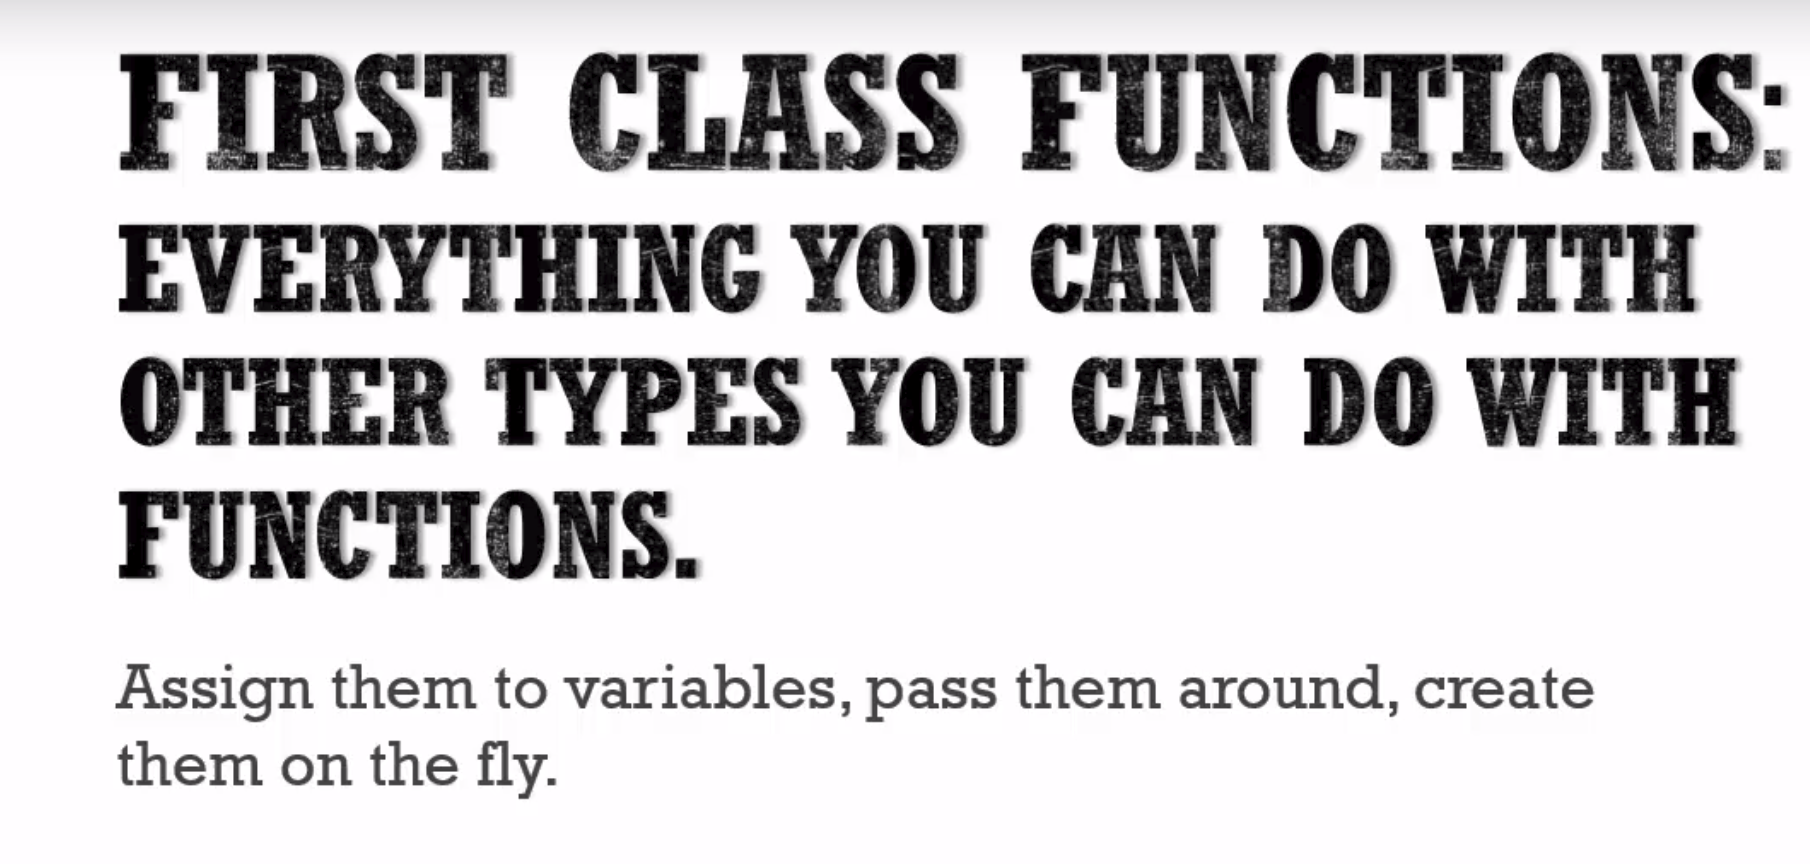 FIRST CLASS FUNCTIONS:
EVERYTHING YOU CAN DO WITH
OTHER TYPES YOU CAN DO WITH
FUNCTIONS.
Assign them to variables, pass them around, create
them on the fly.